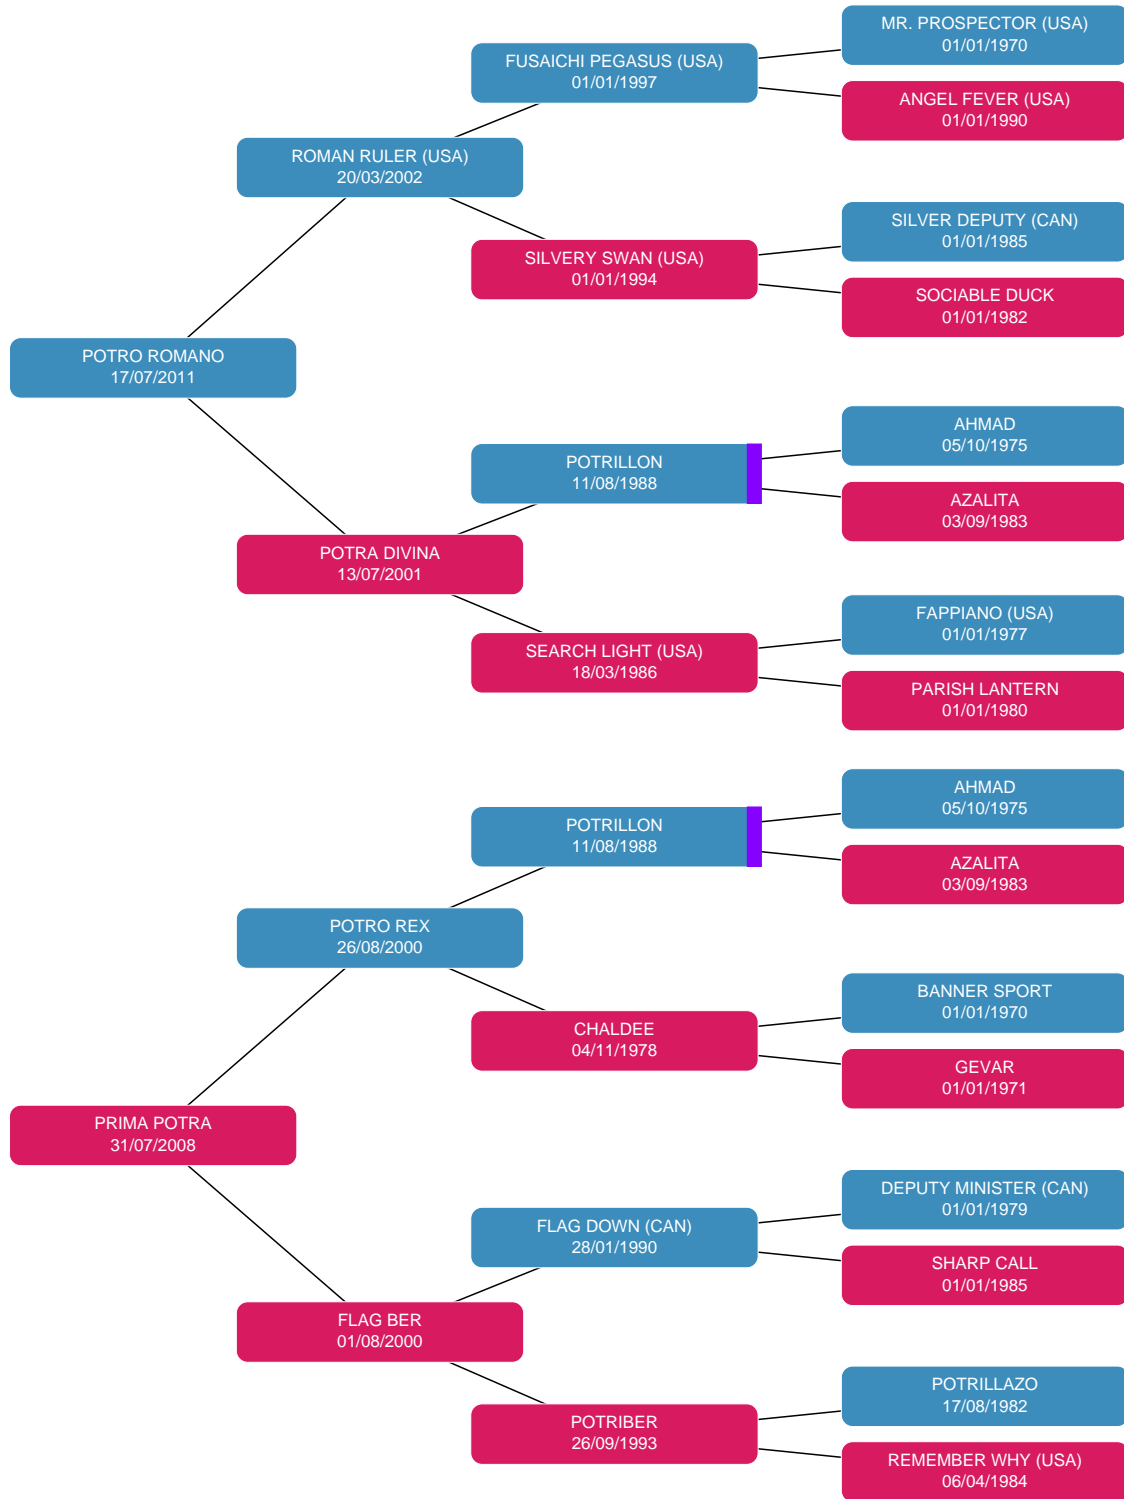 MR. PROSPECTOR (USA)
01/01/1970
FUSAICHI PEGASUS (USA)
01/01/1997
ANGEL FEVER (USA)
01/01/1990
ROMAN RULER (USA)
20/03/2002
SILVER DEPUTY (CAN)
01/01/1985
SILVERY SWAN (USA)
01/01/1994
SOCIABLE DUCK
01/01/1982
POTRO ROMANO
17/07/2011
AHMAD
05/10/1975
POTRILLON
11/08/1988
AZALITA
03/09/1983
POTRA DIVINA
13/07/2001
FAPPIANO (USA)
01/01/1977
SEARCH LIGHT (USA)
18/03/1986
PARISH LANTERN
01/01/1980
AHMAD
05/10/1975
POTRILLON
11/08/1988
AZALITA
03/09/1983
POTRO REX
26/08/2000
BANNER SPORT
01/01/1970
CHALDEE
04/11/1978
GEVAR
01/01/1971
PRIMA POTRA
31/07/2008
DEPUTY MINISTER (CAN)
01/01/1979
FLAG DOWN (CAN)
28/01/1990
SHARP CALL
01/01/1985
FLAG BER
01/08/2000
POTRILLAZO
17/08/1982
POTRIBER
26/09/1993
REMEMBER WHY (USA)
06/04/1984